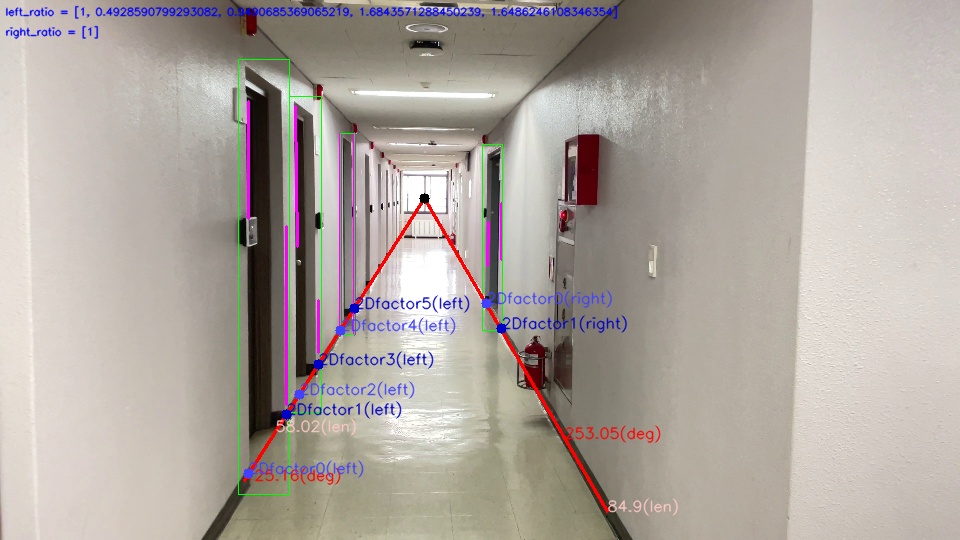 left_ratio = [1, 0.4928590799293082, 0.9490685369065219, 1.6843571288450239, 1.6486246108346354]
right_ratio = [1]
2Dfactor0(right)
2Dfactor5(left)
2Dfactor4(left)
2Dfactor1(right)
2Dfactor3(left)
2Dfactor2(left)
2Dfactor1(left)
58.02(len)
253.05(deg)
2Dfactor0(left)
25.16(deg)
84.9(len)